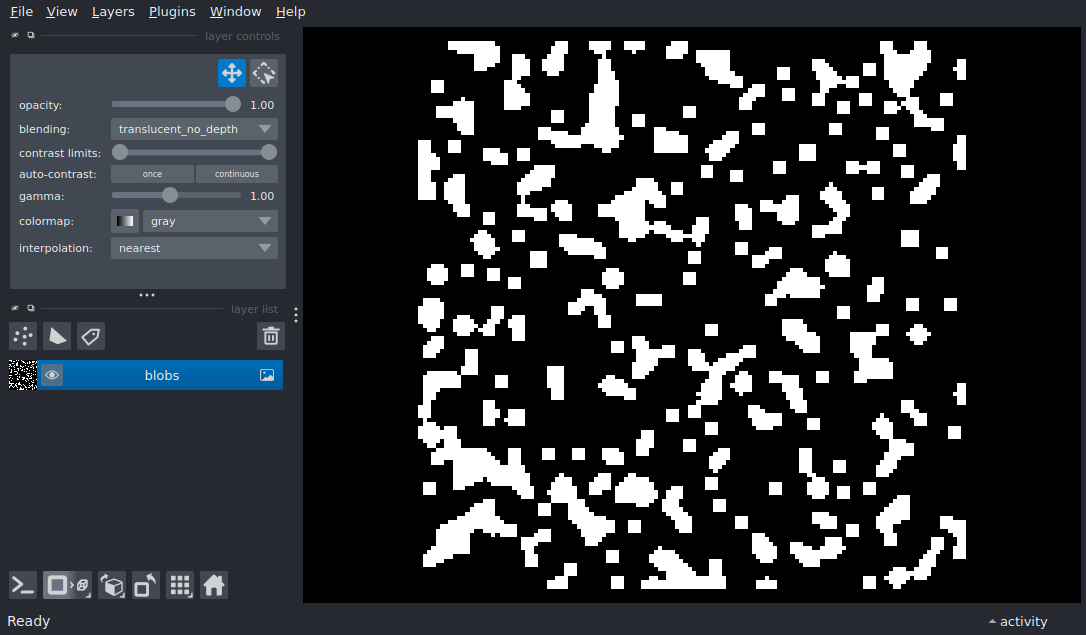 File View Layers Plugins Window Help
layer controls
opacity: 1.00
blending: translucent_no_depth
contrast limits:
auto-contrast: once continuous
gamma: 1.00
colormap: gray
interpolation: nearest
layer list
blobs
Ready
activity